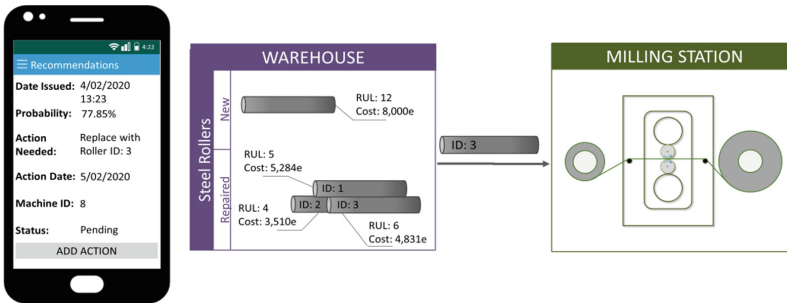 4:22
Recommendations
Date Issued: 4/02/2020
13:23
Probability: 77.85%
Action Replace with
Needed: Roller ID: 3
Action Date: 5/02/2020
Machine ID: 8
Status: Pending
ADD ACTION
WAREHOUSE
Steel Rollers
New
RUL: 12
Cost: 8,000e
Repaired
RUL: 5
Cost: 5,284e
ID: 1
RUL: 4
Cost: 3,510e
ID: 2
ID: 3
RUL: 6
Cost: 4,831e
ID: 3
MILLING STATION